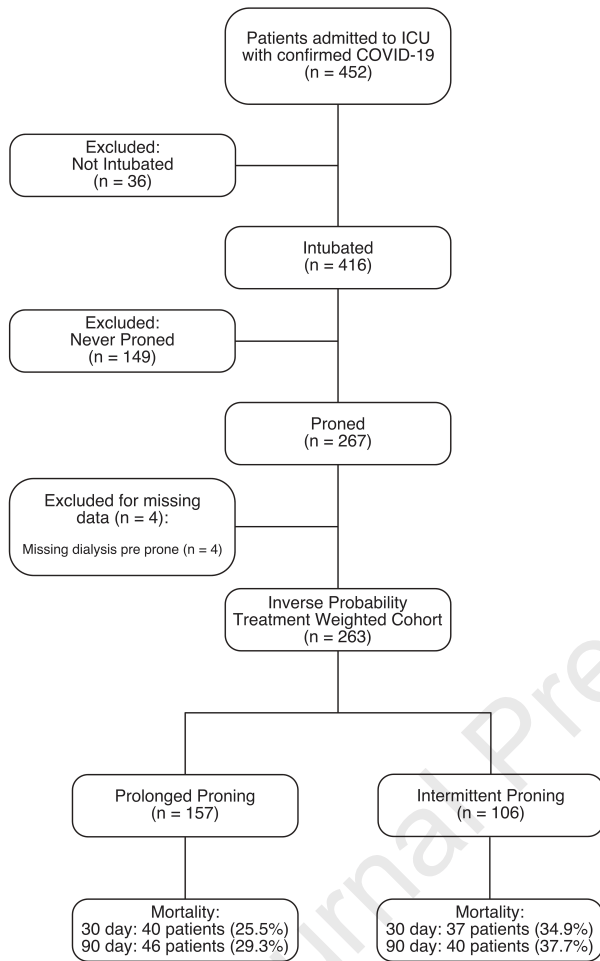 Patients admitted to ICU
with confirmed COVID-19
(n = 452)
Excluded:
Not Intubated
(n = 36)
Intubated
(n = 416)
Excluded:
Never Proned
(n = 149)
Proned
(n = 267)
Excluded for missing
data (n = 4):
Missing dialysis pre prone (n = 4)
Inverse Probability
Treatment Weighted Cohort
(n = 263)
Prolonged Proning
(n = 157)
Intermittent Proning
(n = 106)
Mortality:
30 day: 40 patients (25.5%)
90 day: 46 patients (29.3%)
Mortality:
30 day: 37 patients (34.9%)
90 day: 40 patients (37.7%)
urnal Pre